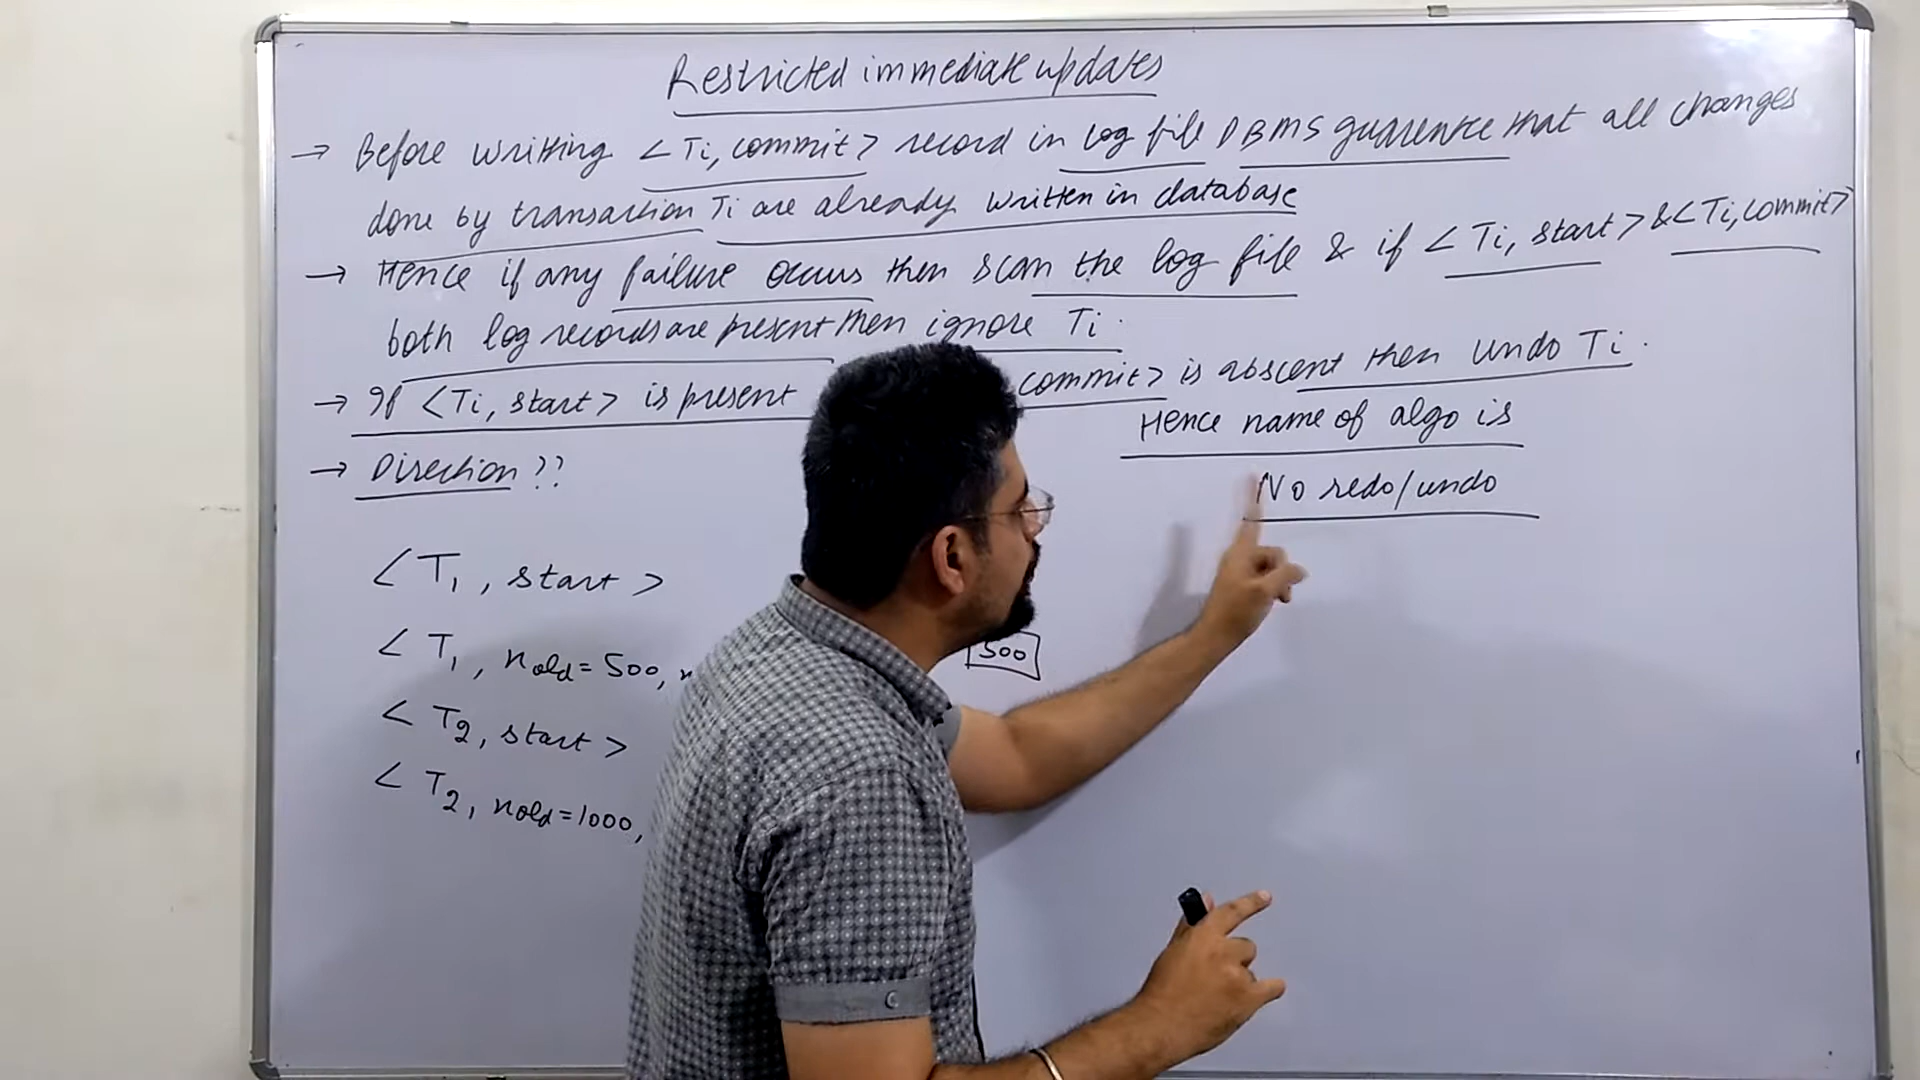 Restricted immediate updates
→ Before writing <Ti, commit> record in log file DBMS guarentee that all changes
done by transaction Ti are already written in database
→ Hence if any failure occurs then scan the log file & if <Ti, start> & <Ti, commit>
both log records are present then ignore Ti.
→ If <Ti, start> is present commit> is abscent then undo Ti.
Hence name of algo is
No redo/undo
→ Direction??
<T1, start>
<T1, nold=500,
500
<T2, start>
<T2, nold=1000,